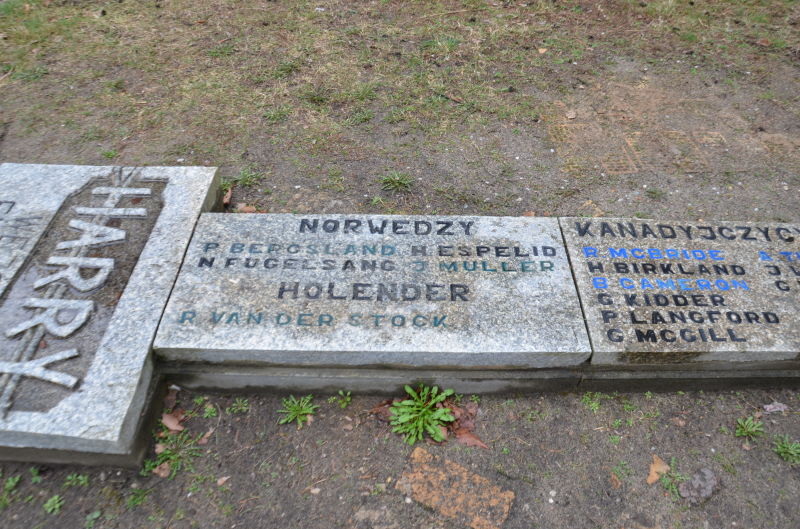 HARRY
NORWEDZY
P BERGSLAND H ESPELID
N FUGELSANG J MULLER
HOLENDER
B VAN DER STOCK
KANADYJCZYCY
R MCBRIDE
H BIRKLAND J
R CAMERON
G KIDDER
P LANGFORD
G MCGILL